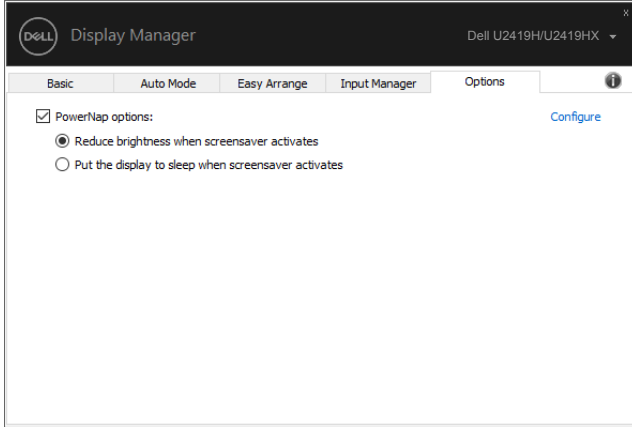 x
DELL Display Manager Dell U2419H/U2419HX
Basic Auto Mode Easy Arrange Input Manager Options
PowerNap options: Configure
Reduce brightness when screensaver activates
Put the display to sleep when screensaver activates